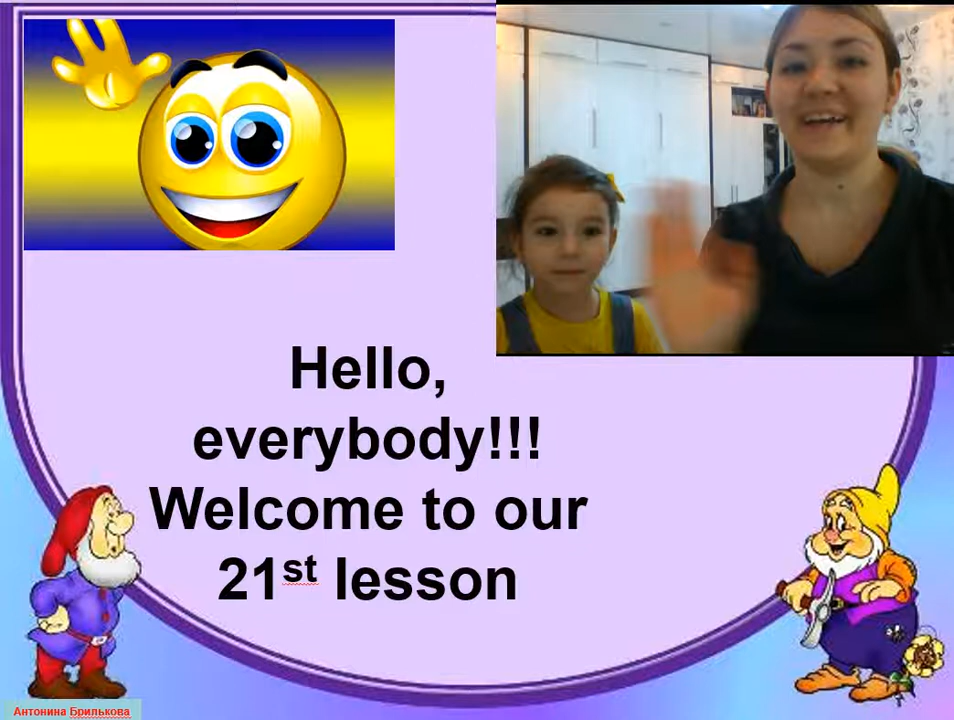 Hello,
everybody!!!
Welcome to our
21st lesson
Антонина Брилькова